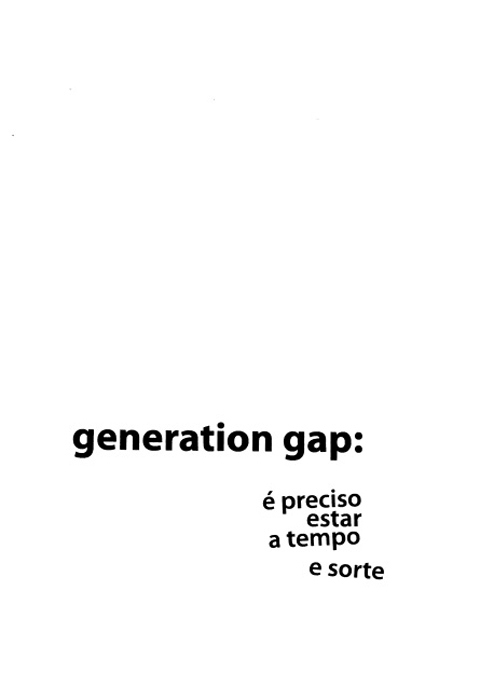 generation gap:
é preciso
estar
a tempo
e sorte